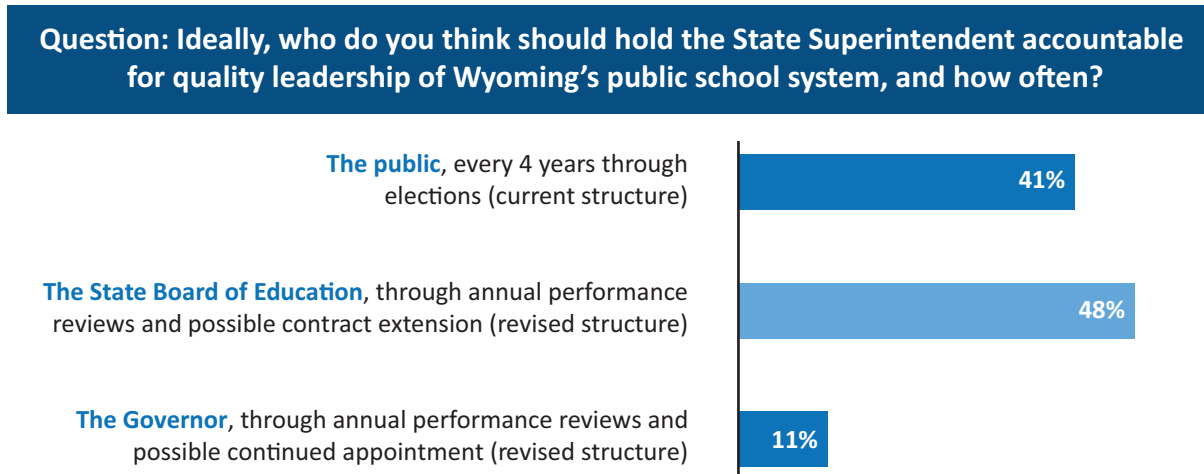 Question: Ideally, who do you think should hold the State Superintendent accountable
for quality leadership of Wyoming’s public school system, and how often?
The public, every 4 years through
elections (current structure)
41%
The State Board of Education, through annual performance
reviews and possible contract extension (revised structure)
48%
The Governor, through annual performance reviews and
possible continued appointment (revised structure)
11%